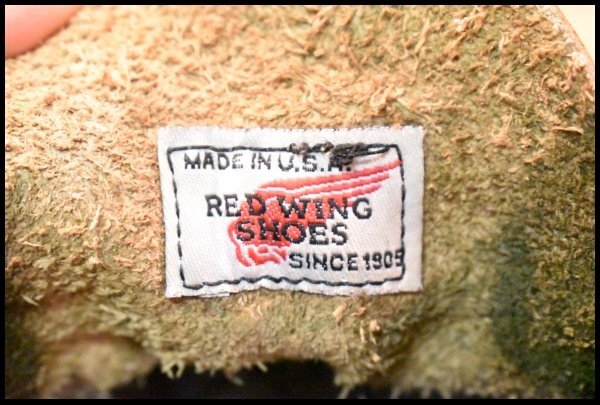 MADE IN U.S.A.
RED WING
SHOES
SINCE 1905